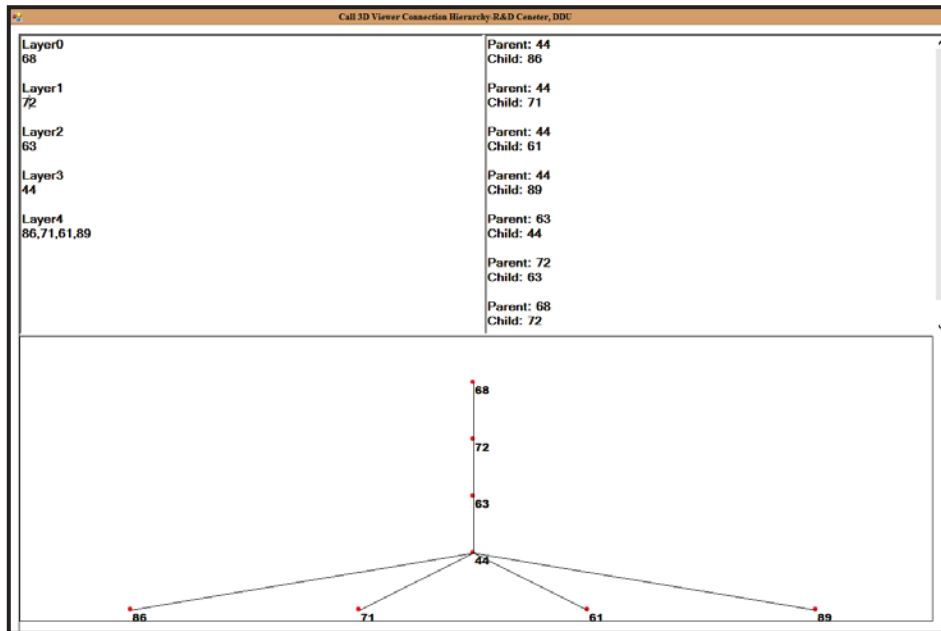 Call 3D Viewer Connection Hierarchy-R&D Ceneter, DDU
Layer0
68
Layer1
72
Layer2
63
Layer3
44
Layer4
86,71,61,89
Parent: 44
Child: 86
Parent: 44
Child: 71
Parent: 44
Child: 61
Parent: 44
Child: 89
Parent: 63
Child: 44
Parent: 72
Child: 63
Parent: 68
Child: 72
68
72
63
44
86
71
61
89